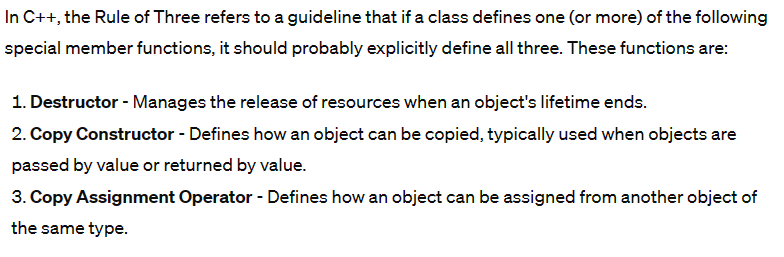 In C++, the Rule of Three refers to a guideline that if a class defines one (or more) of the following
special member functions, it should probably explicitly define all three. These functions are:
1. Destructor - Manages the release of resources when an object's lifetime ends.
2. Copy Constructor - Defines how an object can be copied, typically used when objects are
passed by value or returned by value.
3. Copy Assignment Operator - Defines how an object can be assigned from another object of
the same type.